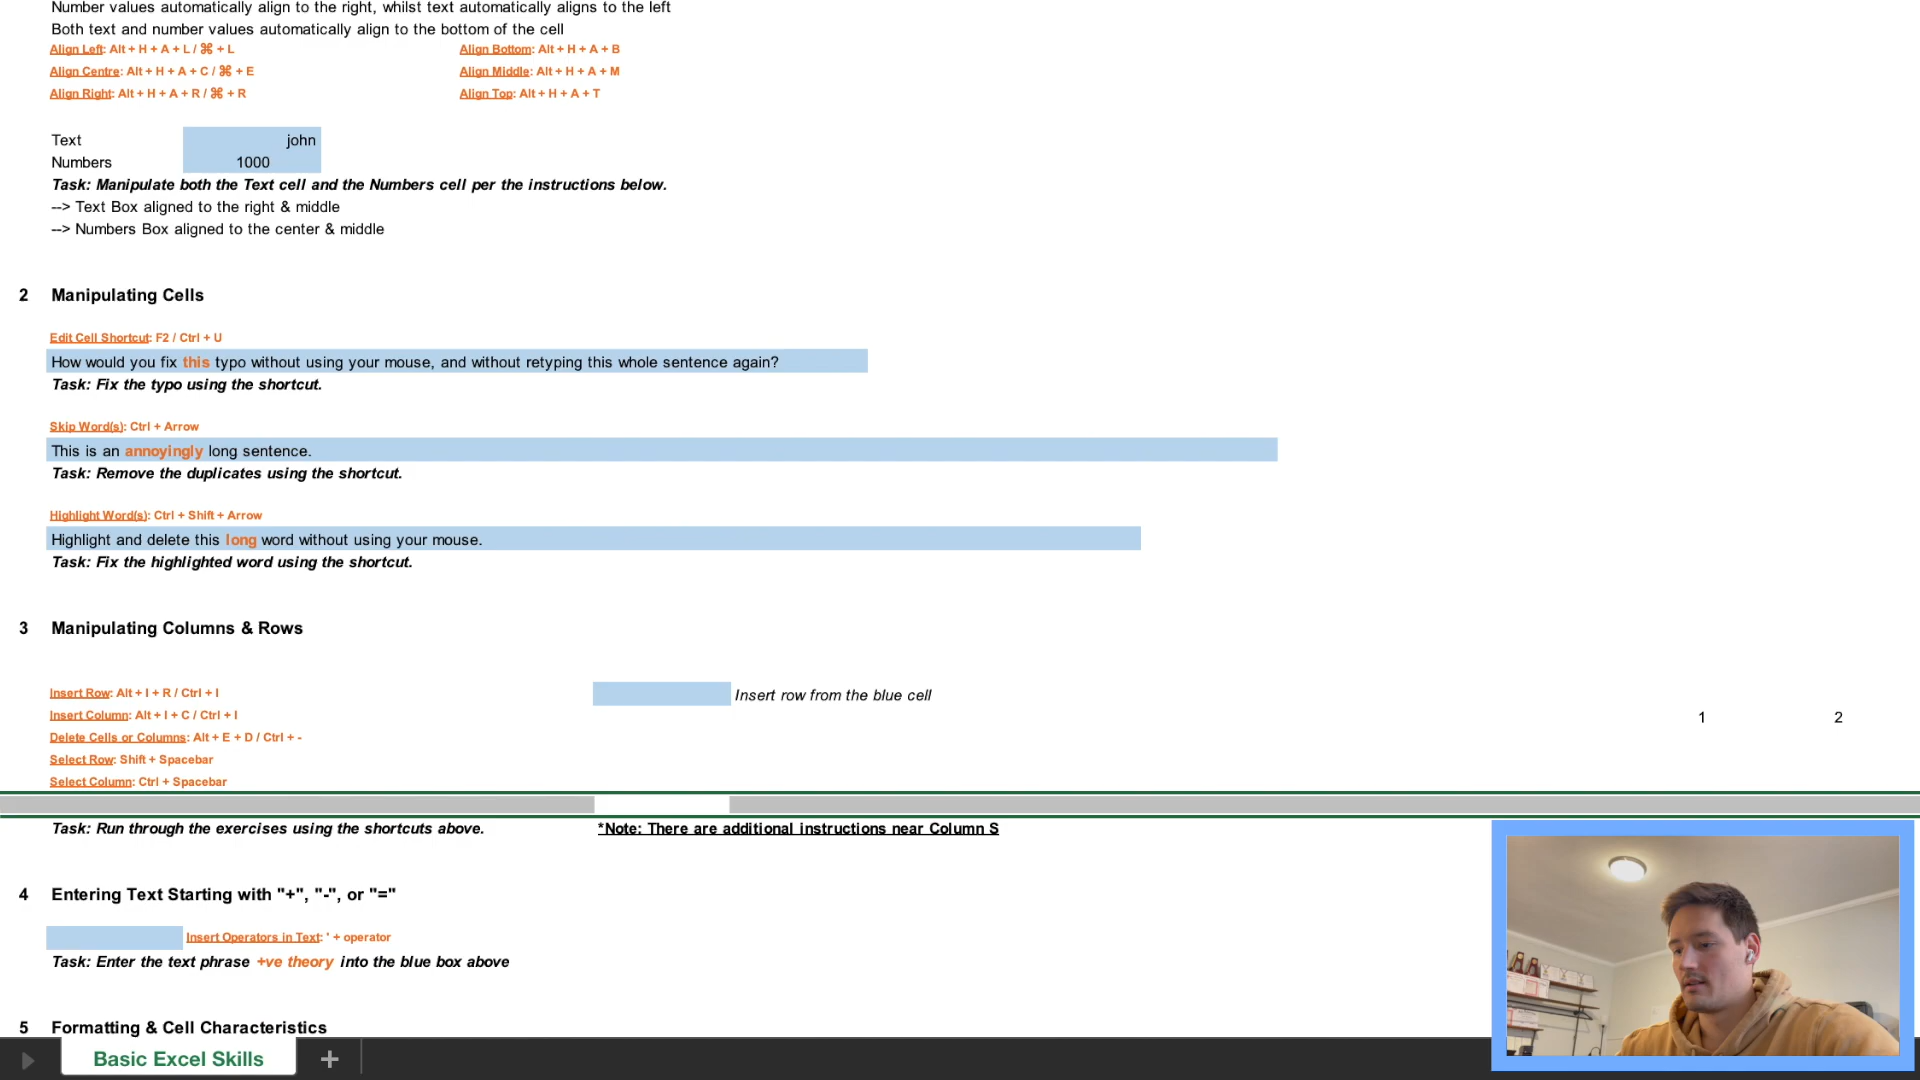 Number values automatically align to the right, whilst text automatically aligns to the left
Both text and number values automatically align to the bottom of the cell
Align Left: Alt + H + A + L / ⌘ + L
Align Bottom: Alt + H + A + B
Align Centre: Alt + H + A + C / ⌘ + E
Align Middle: Alt + H + A + M
Align Right: Alt + H + A + R / ⌘ + R
Align Top: Alt + H + A + T
Text john
Numbers 1000
Task: Manipulate both the Text cell and the Numbers cell per the instructions below.
--> Text Box aligned to the right & middle
--> Numbers Box aligned to the center & middle
2 Manipulating Cells
Edit Cell Shortcut: F2 / Ctrl + U
How would you fix this typo without using your mouse, and without retyping this whole sentence again?
Task: Fix the typo using the shortcut.
Skip Word(s): Ctrl + Arrow
This is an annoyingly long sentence.
Task: Remove the duplicates using the shortcut.
Highlight Word(s): Ctrl + Shift + Arrow
Highlight and delete this long word without using your mouse.
Task: Fix the highlighted word using the shortcut.
3 Manipulating Columns & Rows
Insert Row: Alt + I + R / Ctrl + I
Insert row from the blue cell
Insert Column: Alt + I + C / Ctrl + I
1 2
Delete Cells or Columns: Alt + E + D / Ctrl + -
Select Row: Shift + Spacebar
Select Column: Ctrl + Spacebar
Task: Run through the exercises using the shortcuts above.
*Note: There are additional instructions near Column S
4 Entering Text Starting with "+", "-", or "="
Insert Operators in Text: ' + operator
Task: Enter the text phrase +ve theory into the blue box above
5 Formatting & Cell Characteristics
Basic Excel Skills +